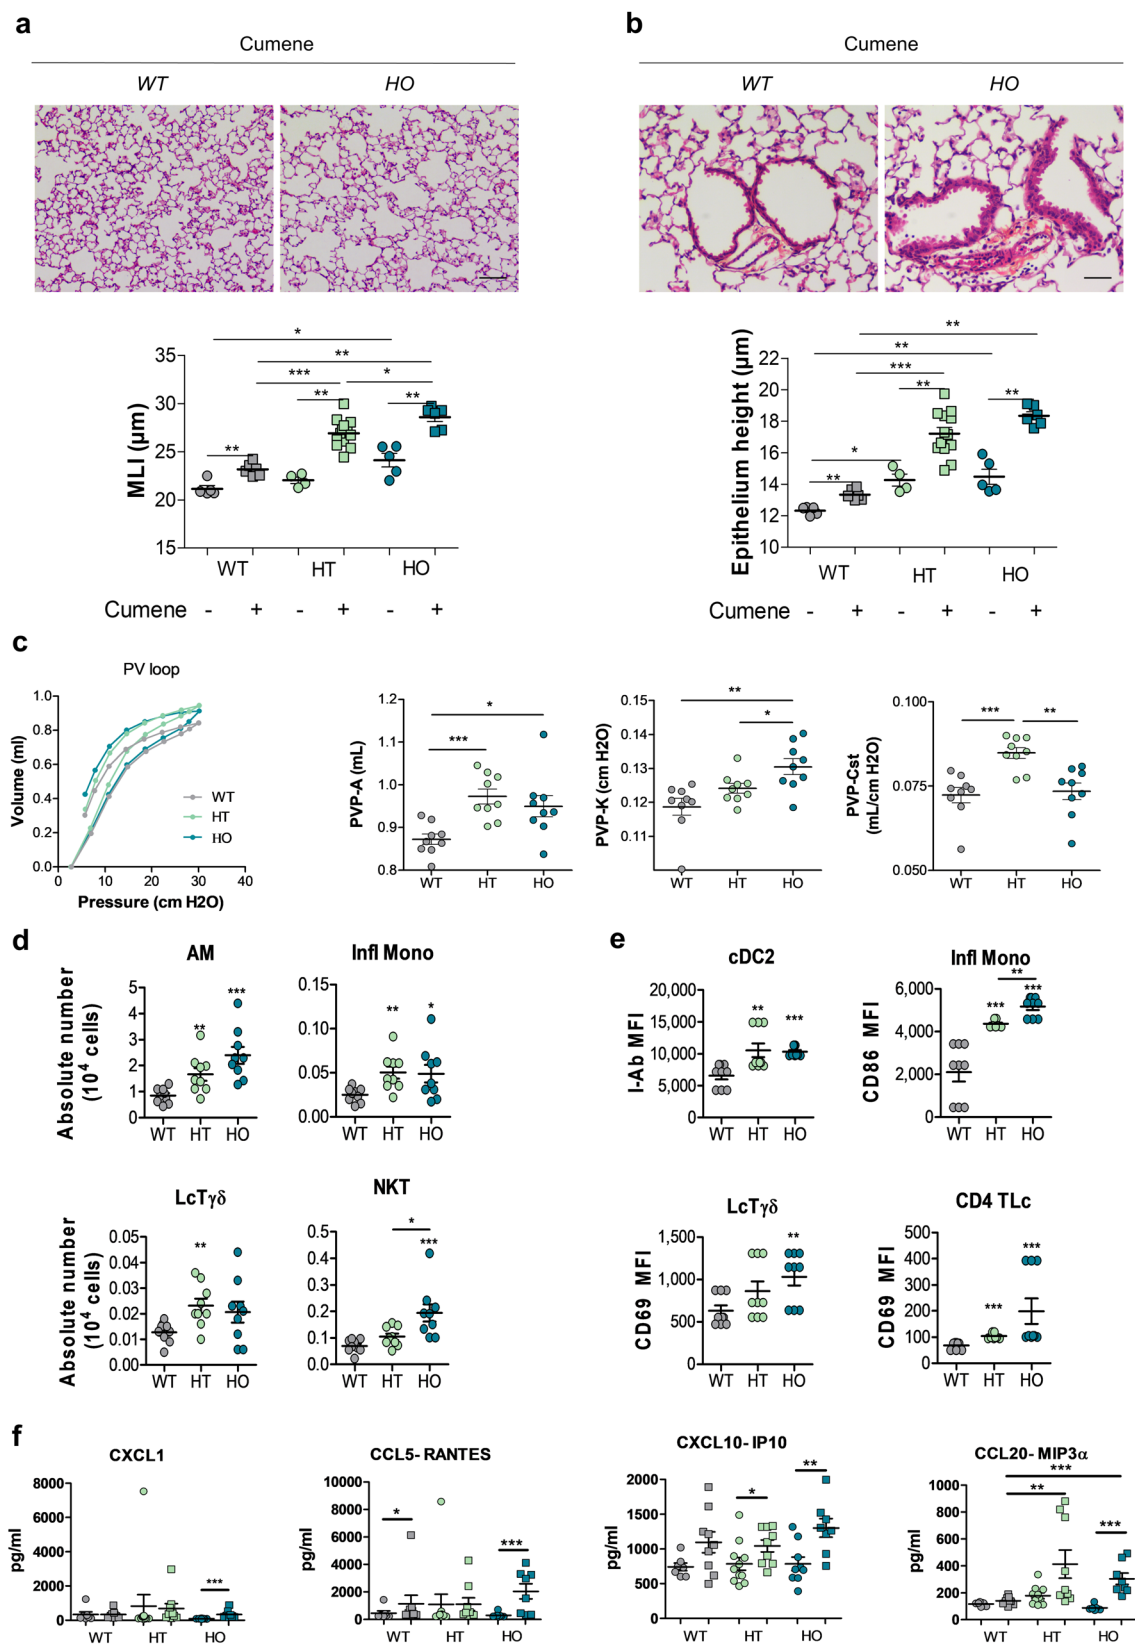 a
Cumene
WT HO
* ** *** * ** ** **
MLI (µm)
35
30
25
20
15
WT HT HO
Cumene - + - + - +
b
Cumene
WT HO
** ** *** ** ** * **
Epithelium height (µm)
22
20
18
16
14
12
10
WT HT HO
Cumene - + - + - +
c
PV loop
Volume (ml)
1.0
0.8
0.6
0.4
0.2
0.0
WT
HT
HO
0 10 20 30 40
Pressure (cm H2O)
PVP-A (mL)
1.2
1.1
1.0
0.9
0.8
* ***
WT HT HO
PVP-K (cm H2O)
0.15
0.14
0.13
0.12
0.11
** *
WT HT HO
PVP-Cst
(mL/cm H2O)
0.100
0.075
0.050
*** **
WT HT HO
d
AM
Absolute number
(10⁴ cells)
5
4
3
2
1
0
** ***
WT HT HO
Infl Mono
0.15
0.10
0.05
0.00
** *
WT HT HO
LcTγδ
Absolute number
(10⁴ cells)
0.05
0.04
0.03
0.02
0.01
0.00
**
WT HT HO
NKT
0.5
0.4
0.3
0.2
0.1
0.0
* ***
WT HT HO
e
cDC2
I-Ab MFI
20,000
15,000
10,000
5,000
0
** ***
WT HT HO
Infl Mono
CD86 MFI
6,000
4,000
2,000
0
** *** ***
WT HT HO
LcTγδ
CD69 MFI
1,500
1,000
500
0
**
WT HT HO
CD4 TLc
CD69 MFI
500
400
300
200
100
0
*** ***
WT HT HO
f
CXCL1
pg/ml
8000
6000
4000
2000
0
***
WT HT HO
CCL5- RANTES
pg/ml
10000
8000
6000
4000
2000
0
* ***
WT HT HO
CXCL10- IP10
pg/ml
2000
1500
1000
500
0
* **
WT HT HO
CCL20- MIP3α
pg/ml
1000
800
600
400
200
0
*** ** ***
WT HT HO